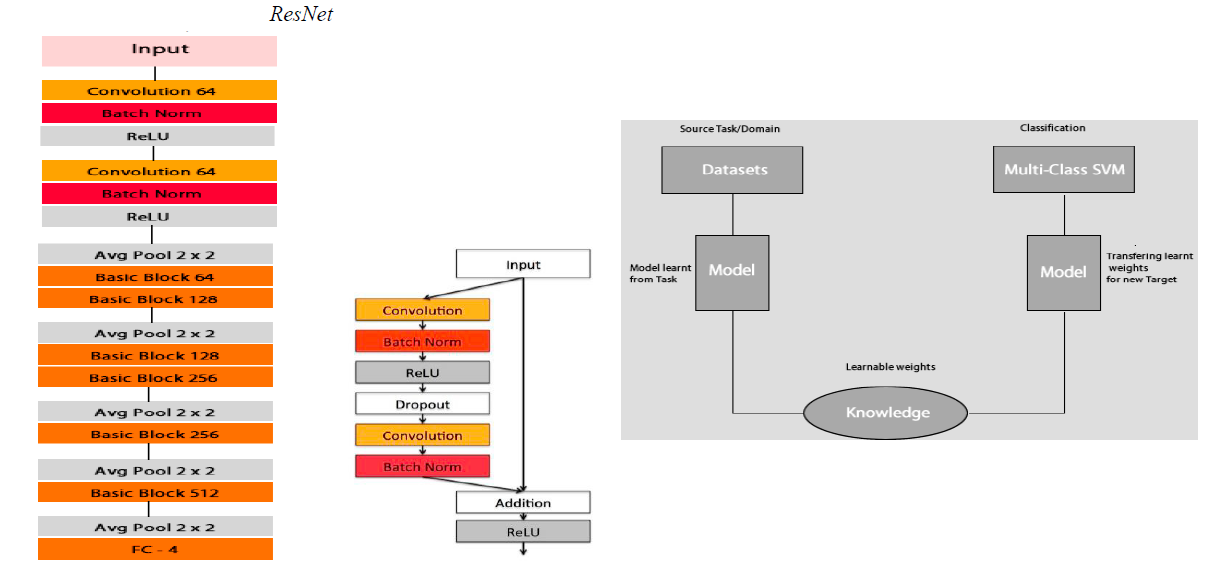 ResNet
Input
Convolution 64
Batch Norm
ReLU
Convolution 64
Batch Norm
ReLU
Avg Pool 2 x 2
Basic Block 64
Basic Block 128
Avg Pool 2 x 2
Basic Block 128
Basic Block 256
Avg Pool 2 x 2
Basic Block 256
Avg Pool 2 x 2
Basic Block 512
Avg Pool 2 x 2
FC - 4
Input
Convolution
Batch Norm
ReLU
Dropout
Convolution
Batch Norm
Addition
ReLU
Source Task/Domain
Datasets
Model learnt
from Task
Model
Learnable weights
Knowledge
Classification
Multi-Class SVM
Model
Transfering learnt
weights
for new Target